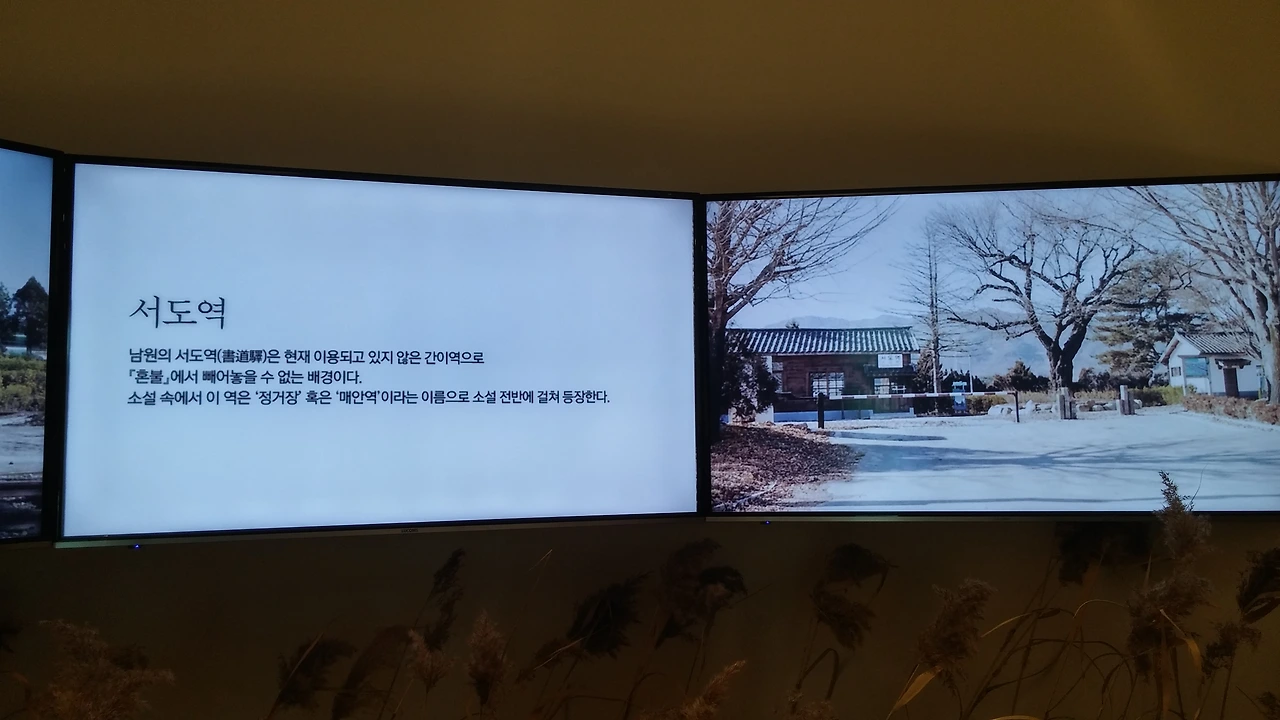 서도역
남원의 서도역(書道驛)은 현재 이용되고 있지 않은 간이역으로
『혼불』에서 빼어놓을 수 없는 배경이다.
소설 속에서 이 역은 ‘정거장’ 혹은 ‘매안역’이라는 이름으로 소설 전반에 걸쳐 등장한다.